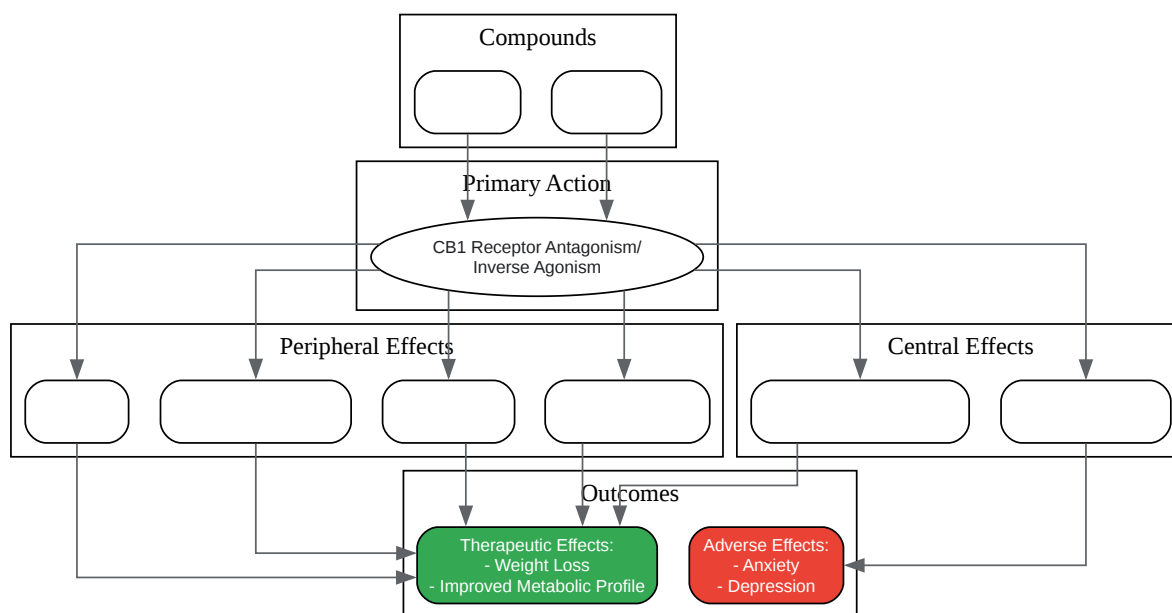 Compounds
Primary Action
CB1 Receptor Antagonism/
Inverse Agonism
Peripheral Effects
Central Effects
Outcomes
Therapeutic Effects:
- Weight Loss
- Improved Metabolic Profile
Adverse Effects:
- Anxiety
- Depression